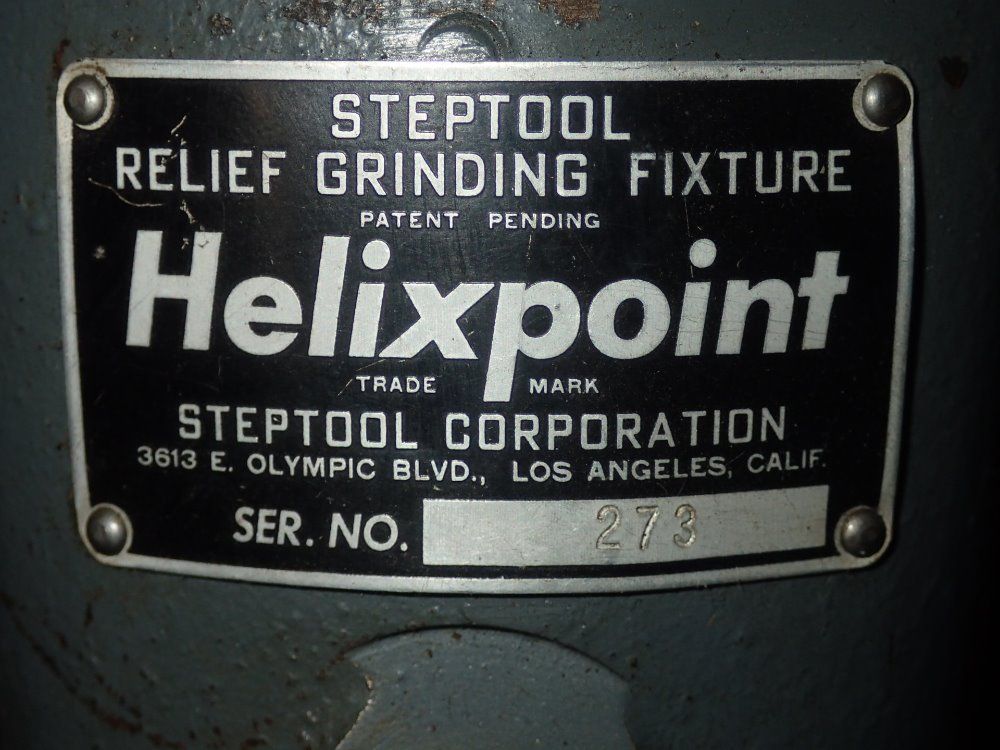 STEPTOOL
RELIEF GRINDING FIXTURE
PATENT PENDING
Helixpoint
TRADE MARK
STEPTOOL CORPORATION
3613 E. OLYMPIC BLVD., LOS ANGELES, CALIF.
SER. NO. 273